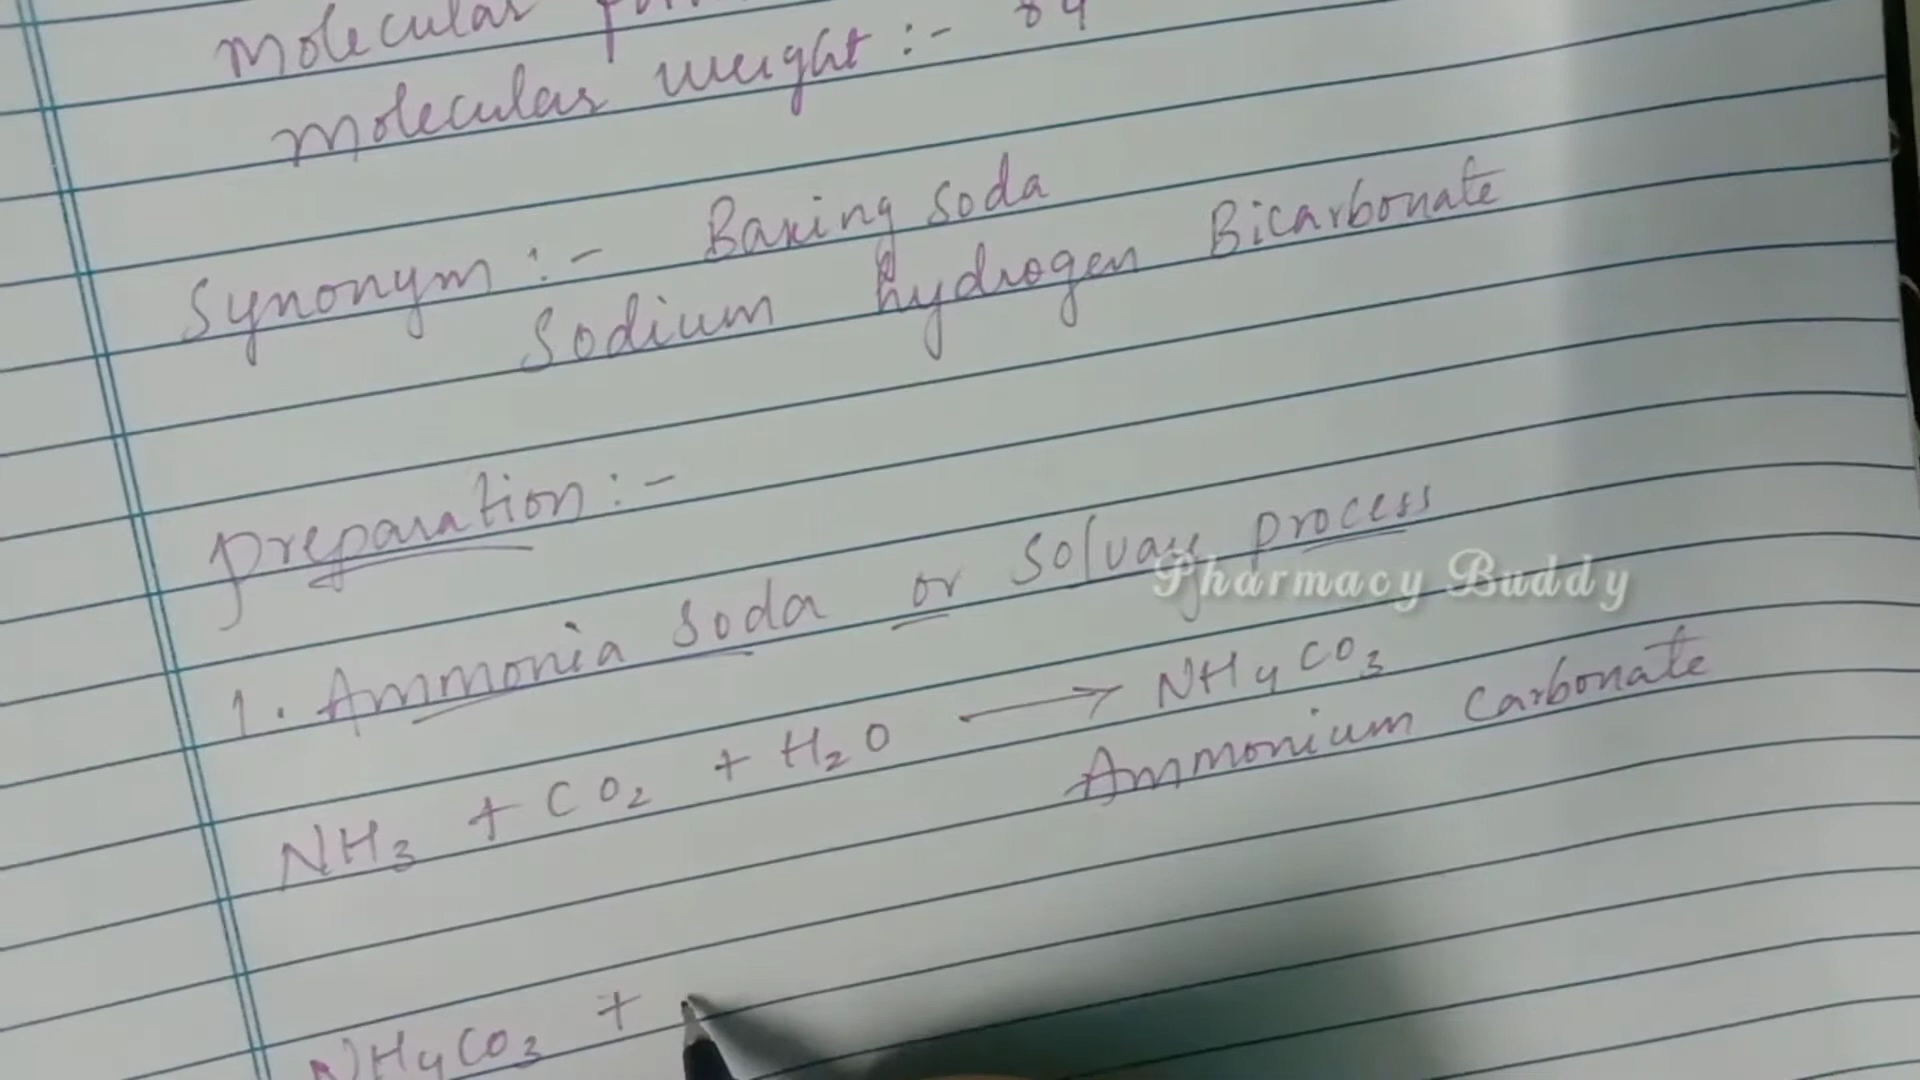 Molecular
Molecular weight :- 84
Synonym :- Baking soda
Sodium hydrogen Bicarbonate
preparation :-
1. Ammonia soda or solvay process
Pharmacy Buddy
NH3 + CO2 + H2O → NH4CO3
Ammonium Carbonate
NH4CO3 +